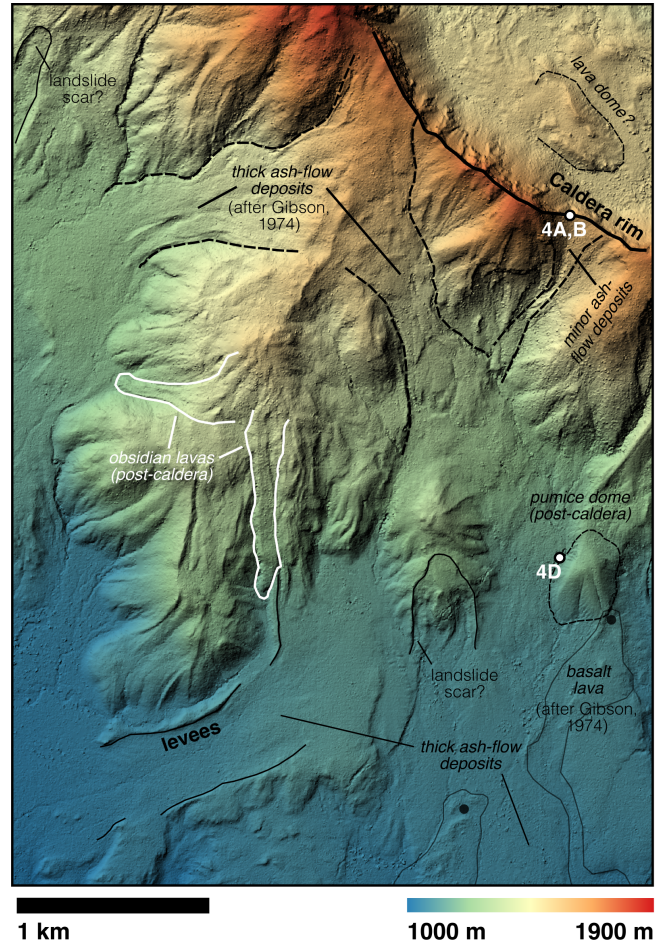 landslide
scar?
lava dome?
thick ash-flow
deposits
(after Gibson,
1974)
Caldera rim
4A,B
minor ash-
flow deposits
obsidian lavas
(post-caldera)
pumice dome
(post-caldera)
4D
landslide
scar?
basalt
lava
(after Gibson,
1974)
levees
thick ash-flow
deposits
1 km
1000 m
1900 m